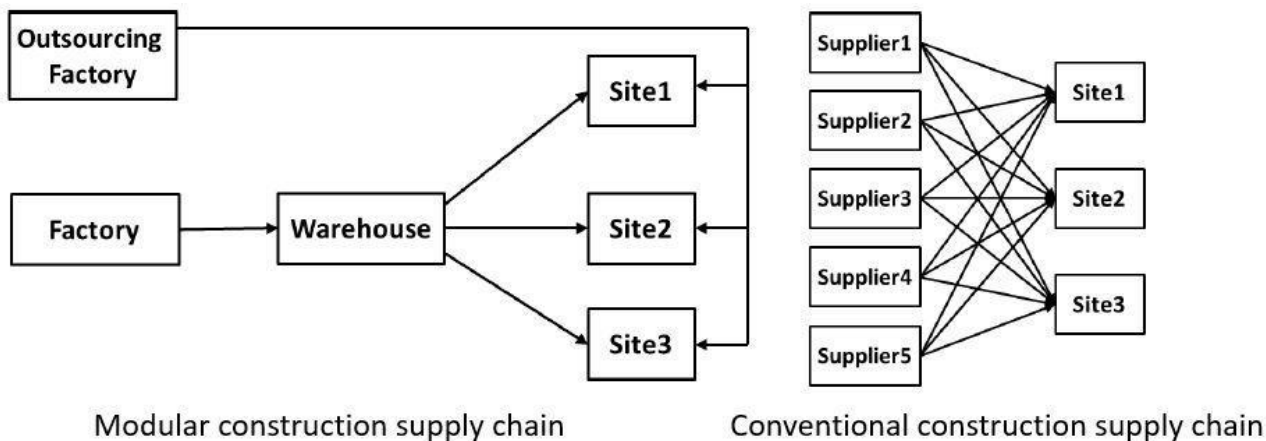 Outsourcing
Factory
Factory
Warehouse
Site1
Site2
Site3
Modular construction supply chain
Supplier1
Supplier2
Supplier3
Supplier4
Supplier5
Site1
Site2
Site3
Conventional construction supply chain